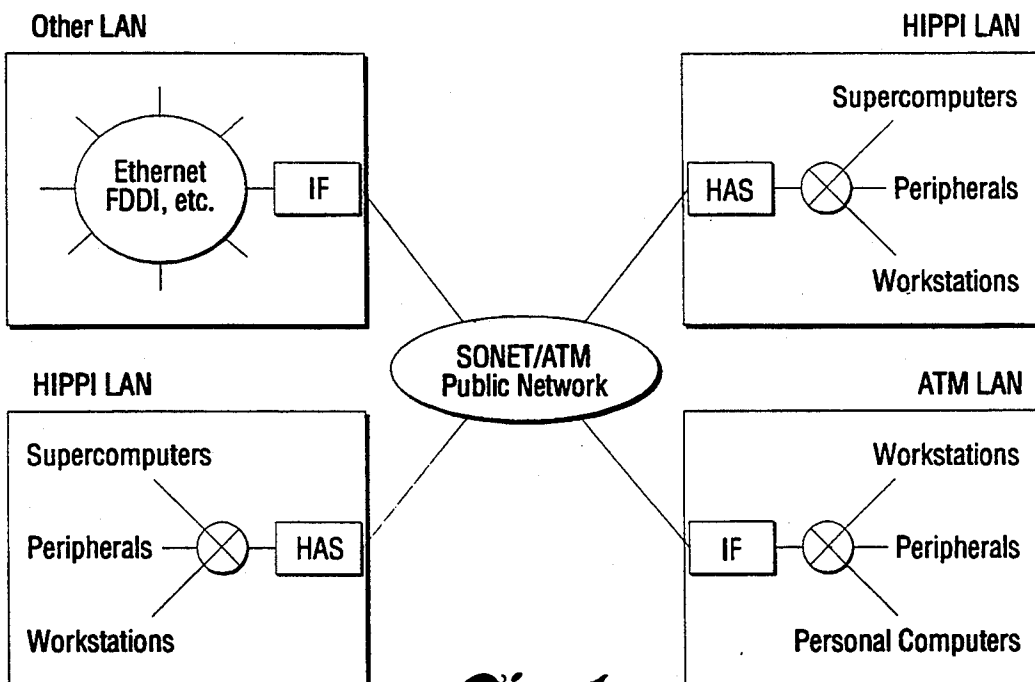 Other LAN
Ethernet
FDDI, etc.
IF
HIPPI LAN
Supercomputers
HAS
Peripherals
Workstations
SONET/ATM
Public Network
HIPPI LAN
Supercomputers
Peripherals
HAS
Workstations
ATM LAN
Workstations
IF
Peripherals
Personal Computers